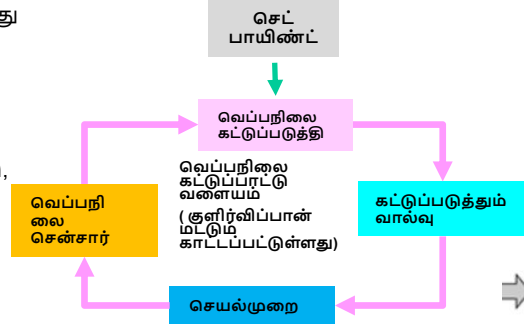 து
செட்
பாயிண்ட்
வெப்பநிலை
கட்டுப்படுத்தி
வெப்பநிலை
கட்டுப்பாட்டு
வளையம்
( குளிர்விப்பான்
மட்டும்
காட்டப்பட்டுள்ளது)
,
வெப்பநி
லை
சென்சார்
கட்டுப்படுத்தும்
வால்வு
செயல்முறை